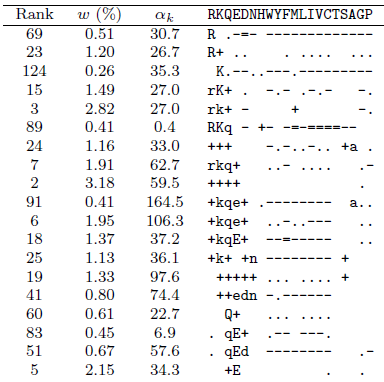 Rank w (%) αk RKQEDNHWYFMLIVCTSAGP
69 0.51 30.7 R .-=- -------------
23 1.20 26.7 R+ .. . .... ...
124 0.26 35.3 K.--..---.---------
15 1.49 27.0 rK+ . -.- .-.- -.
3 2.82 27.0 rk+ - + -.
89 0.41 0.4 RKq - +- -=-====--
24 1.16 33.0 +++ -.-..-.. +a .
7 1.91 62.7 rkq+ ..- .... .-
2 3.18 59.5 ++++ .
91 0.41 164.5 +kqe+ .-------- a..
6 1.95 106.3 +kqe+ ..-..--- ..
18 1.37 37.2 +kqE+ --=----- ..
25 1.13 36.1 +k+ +n -------- +
19 1.33 97.6 +++++ ... .... +
41 0.80 74.4 ++edn -.------
60 0.61 22.7 Q+ ... ....
83 0.45 6.9 . qE+ .-- ---.
51 0.67 57.6 . qEd -------- .-
5 2.15 34.3 +E . .